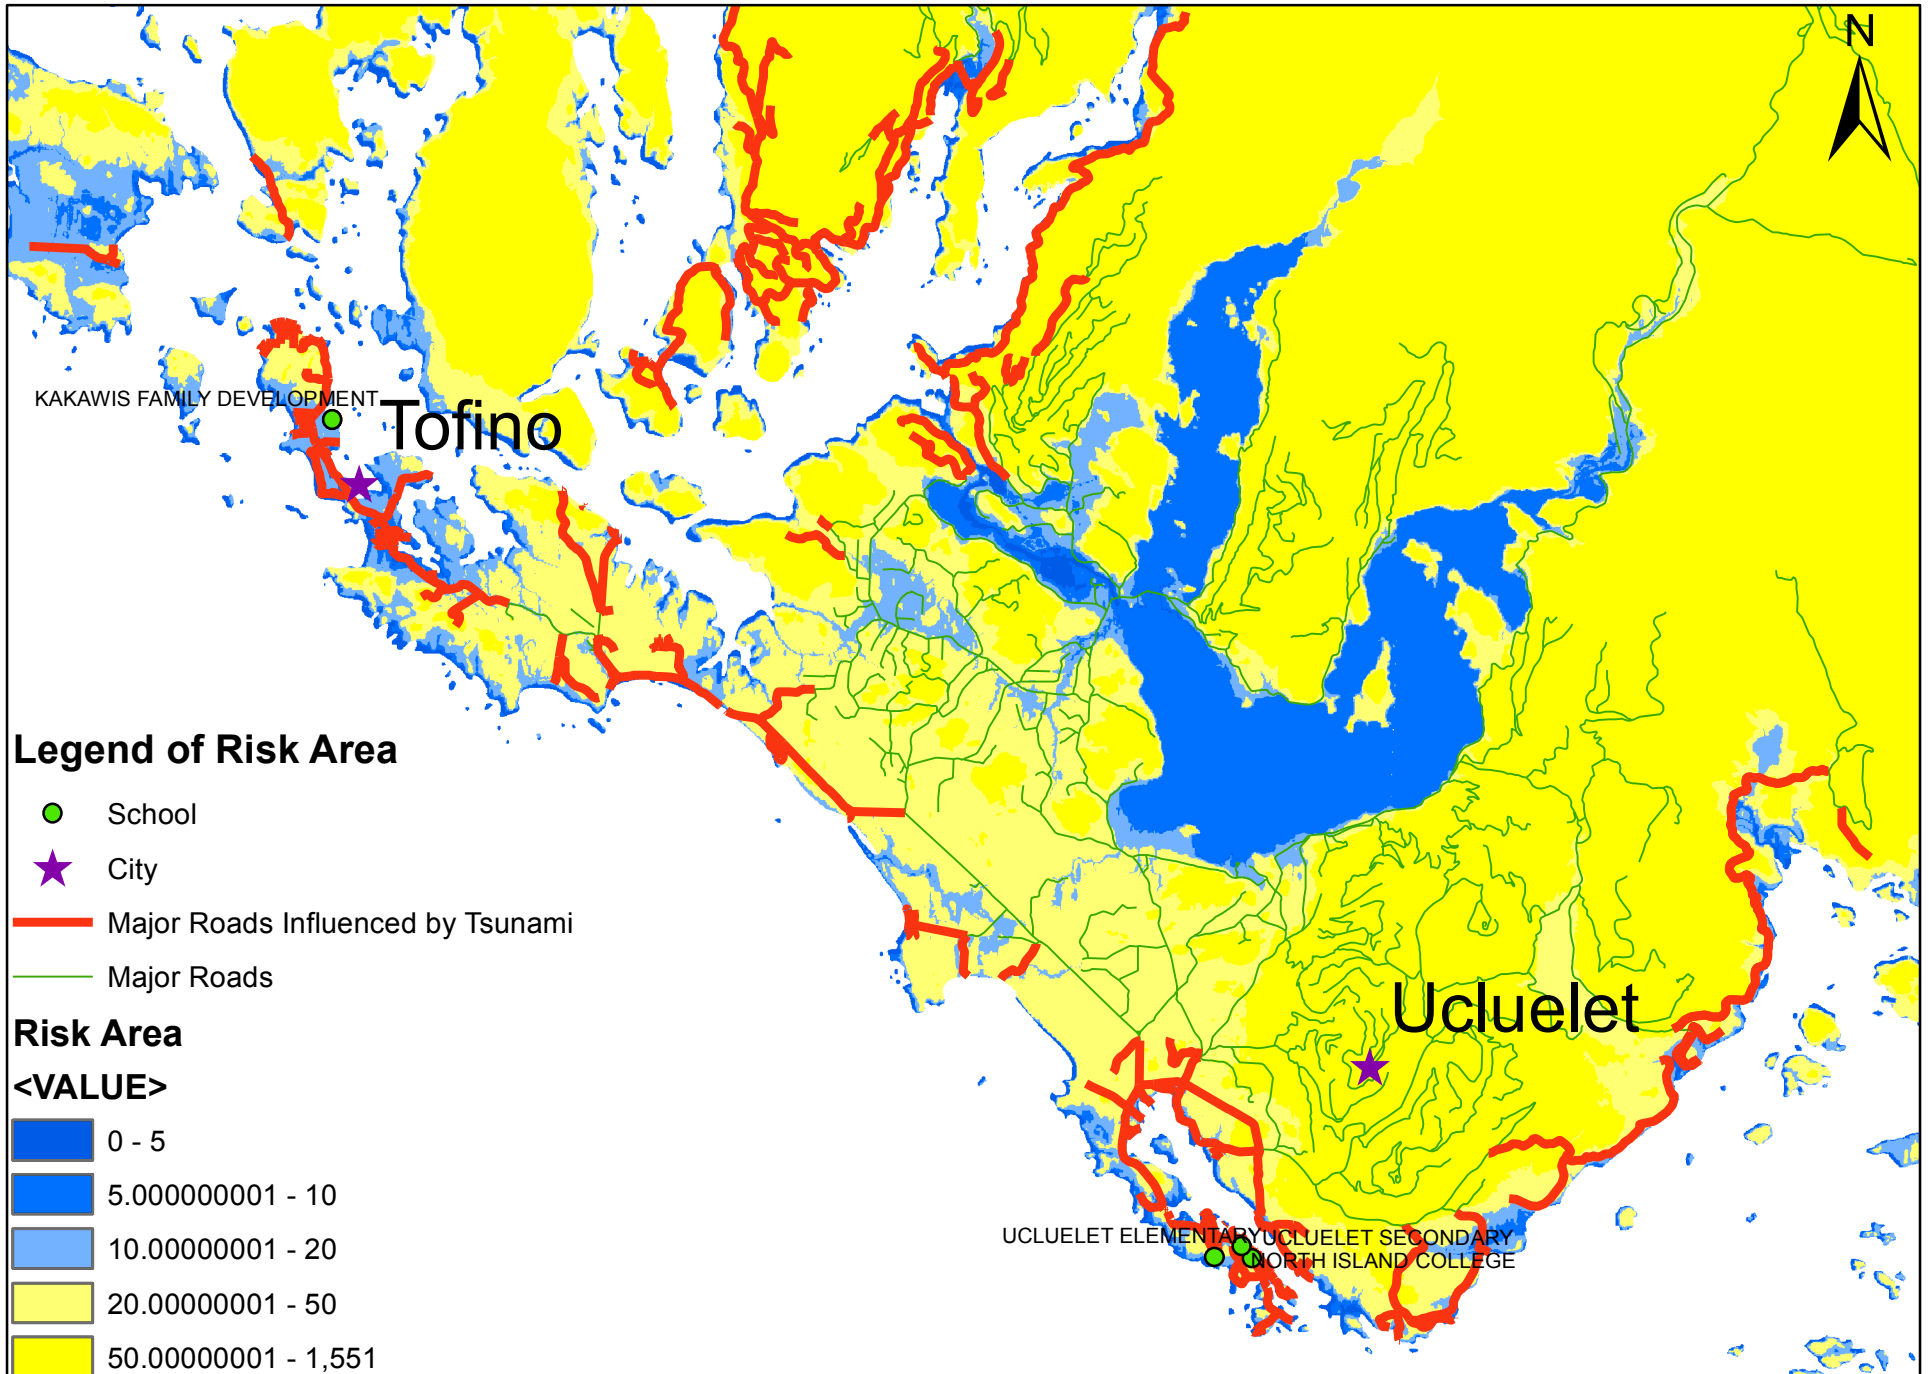 N
KAKAWIS FAMILY DEVELOPMENT
Tofino
Legend of Risk Area
School
City
Major Roads Influenced by Tsunami
Major Roads
Risk Area
<VALUE>
0 - 5
5.000000001 - 10
10.00000001 - 20
20.00000001 - 50
50.00000001 - 1,551
Ucluelet
UCLUELET ELEMENTARY
UCLUELET SECONDARY
NORTH ISLAND COLLEGE